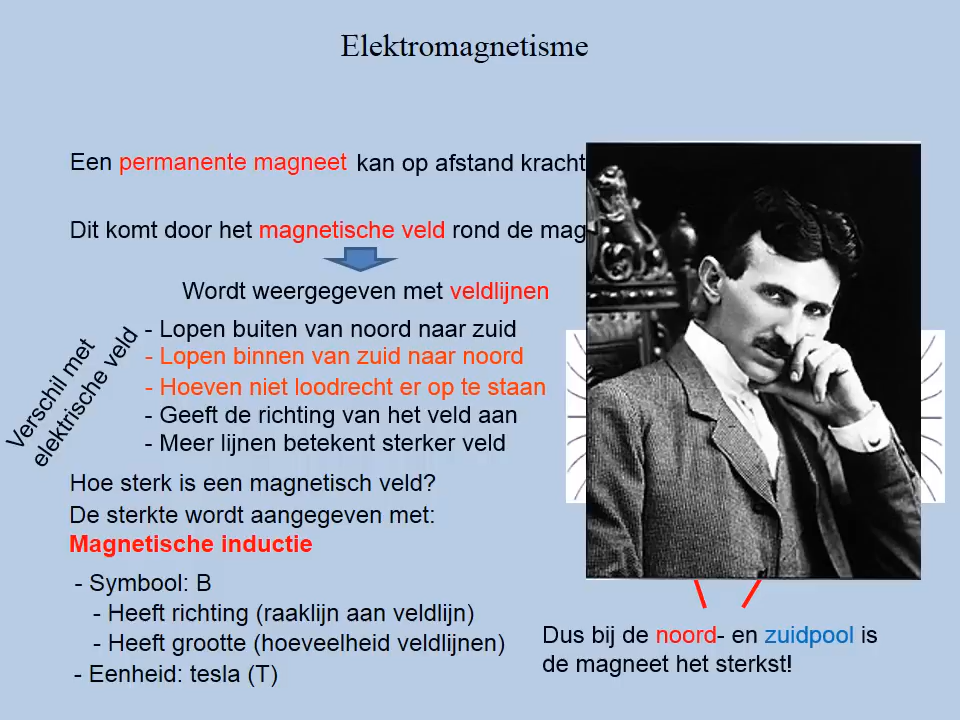 Elektromagnetisme
Een permanente magneet kan op afstand kracht
Dit komt door het magnetische veld rond de mag
Wordt weergegeven met veldlijnen
Verschil met
elektrische veld
- Lopen buiten van noord naar zuid
- Lopen binnen van zuid naar noord
- Hoeven niet loodrecht er op te staan
- Geeft de richting van het veld aan
- Meer lijnen betekent sterker veld
Hoe sterk is een magnetisch veld?
De sterkte wordt aangegeven met:
Magnetische inductie
- Symbool: B
- Heeft richting (raaklijn aan veldlijn)
- Heeft grootte (hoeveelheid veldlijnen)
- Eenheid: tesla (T)
Dus bij de noord- en zuidpool is
de magneet het sterkst!